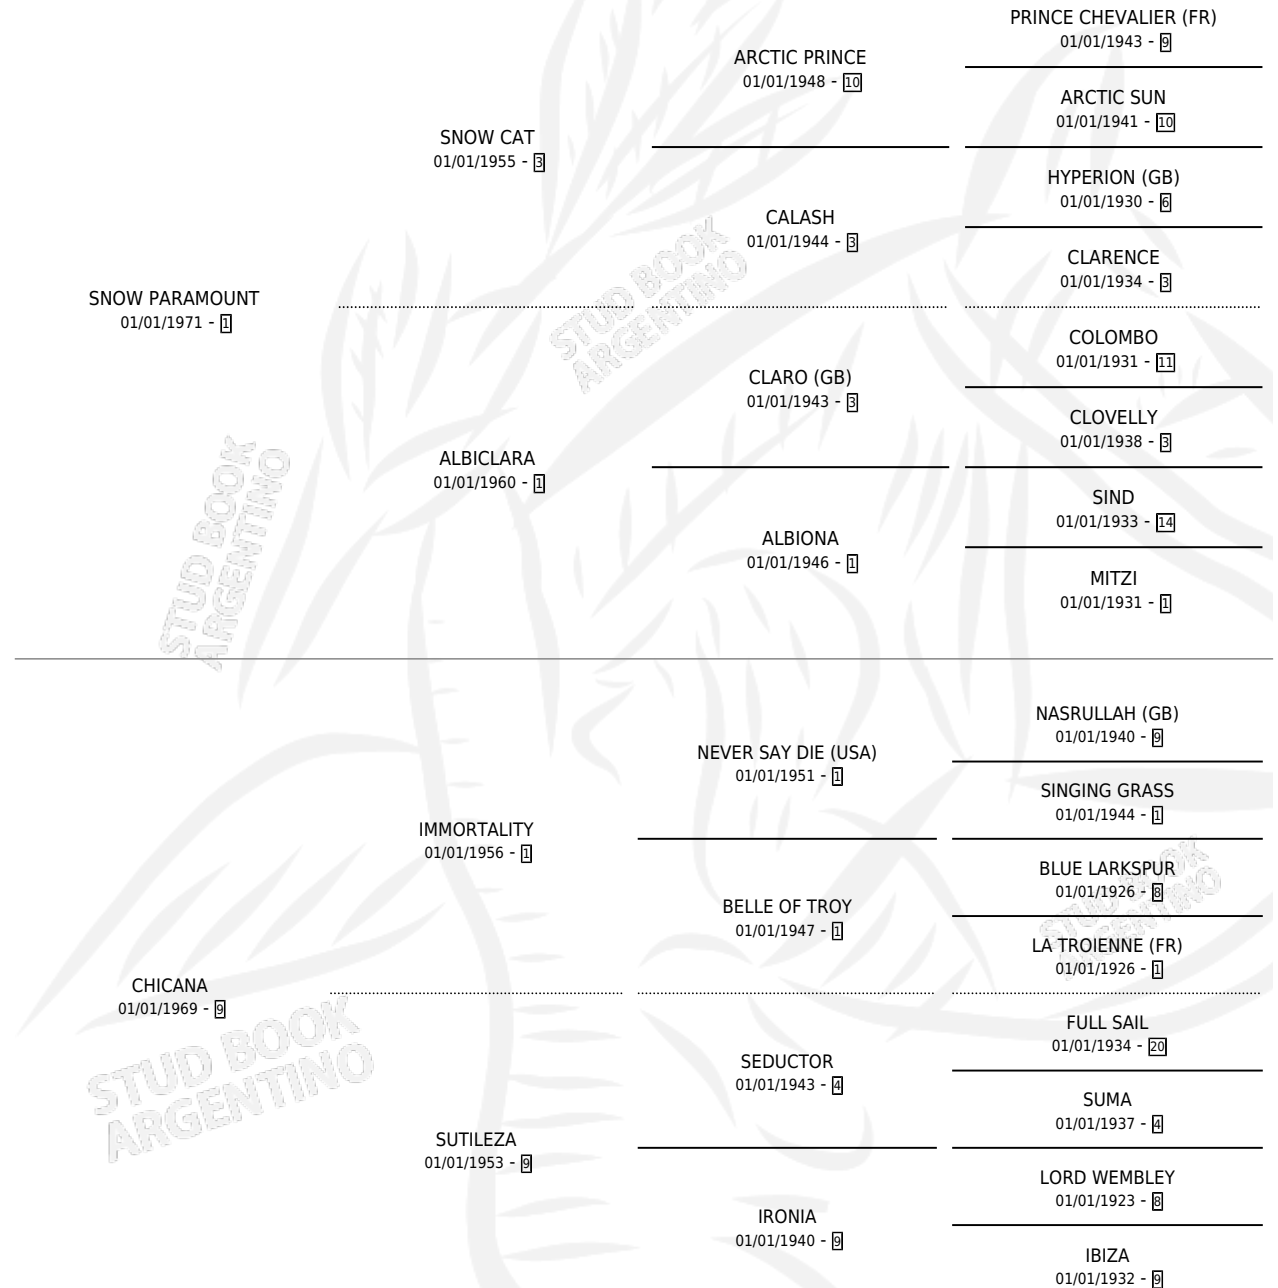 PRINCE CHEVALIER (FR)
01/01/1943 - 9
ARCTIC PRINCE
01/01/1948 - 10
ARCTIC SUN
01/01/1941 - 10
SNOW CAT
01/01/1955 - 3
HYPERION (GB)
01/01/1930 - 6
CALASH
01/01/1944 - 3
CLARENCE
01/01/1934 - 3
SNOW PARAMOUNT
01/01/1971 - 1
COLOMBO
01/01/1931 - 11
CLARO (GB)
01/01/1943 - 3
CLOVELLY
01/01/1938 - 3
ALBICLARA
01/01/1960 - 1
SIND
01/01/1933 - 14
ALBIONA
01/01/1946 - 1
MITZI
01/01/1931 - 1
STUD BOOK
ARGENTINO
STUD BOOK
ARGENTINO
NASRULLAH (GB)
01/01/1940 - 9
NEVER SAY DIE (USA)
01/01/1951 - 1
SINGING GRASS
01/01/1944 - 1
IMMORTALITY
01/01/1956 - 1
BLUE LARKSPUR
01/01/1926 - 8
BELLE OF TROY
01/01/1947 - 1
LA TROIENNE (FR)
01/01/1926 - 1
CHICANA
01/01/1969 - 9
FULL SAIL
01/01/1934 - 20
SEDUCTOR
01/01/1943 - 4
SUMA
01/01/1937 - 4
SUTILEZA
01/01/1953 - 9
LORD WEMBLEY
01/01/1923 - 8
IRONIA
01/01/1940 - 9
IBIZA
01/01/1932 - 9
STUD BOOK
ARGENTINO
STUD BOOK
ARGENTINO